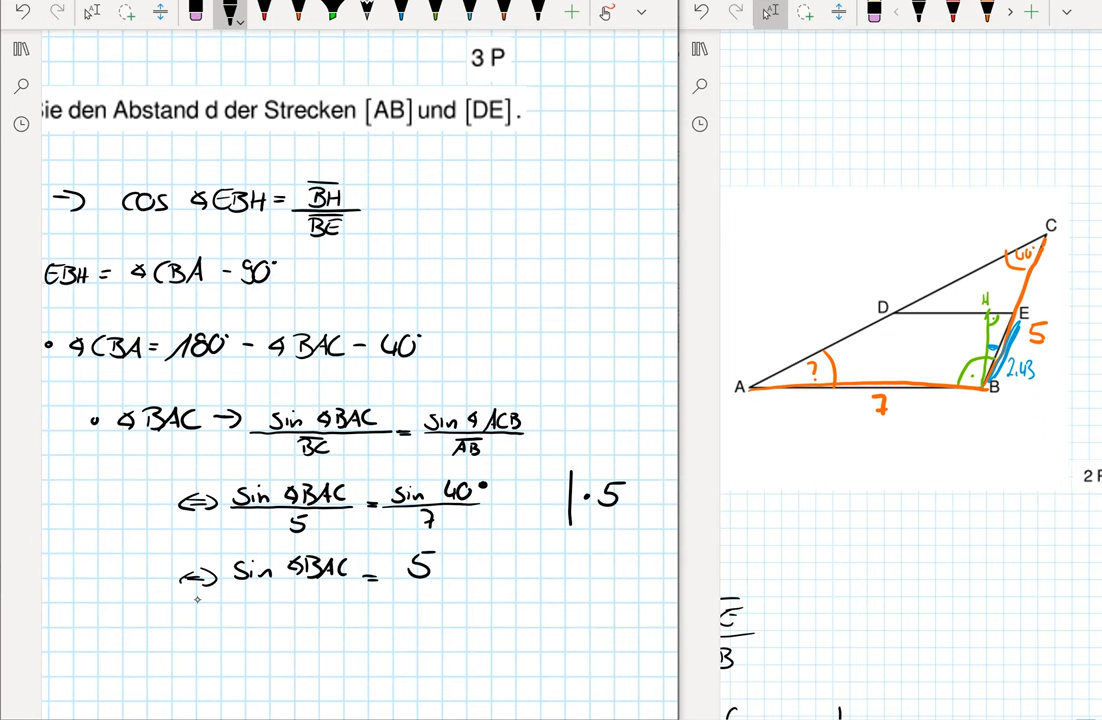 3 P
ie den Abstand d der Strecken [AB] und [DE].
→ cos ∢EBH = BH / BE
EBH = ∢CBA - 90°
• ∢CBA = 180° - ∢BAC - 40°
• ∢BAC → sin ∢BAC / BC = sin ∢ACB / AB
⇔ sin ∢BAC / 5 = sin 40° / 7 | · 5
⇔ sin ∢BAC = 5
C
40°
H
D
E
5
?
2.43
A
B
7
2 P
E
B